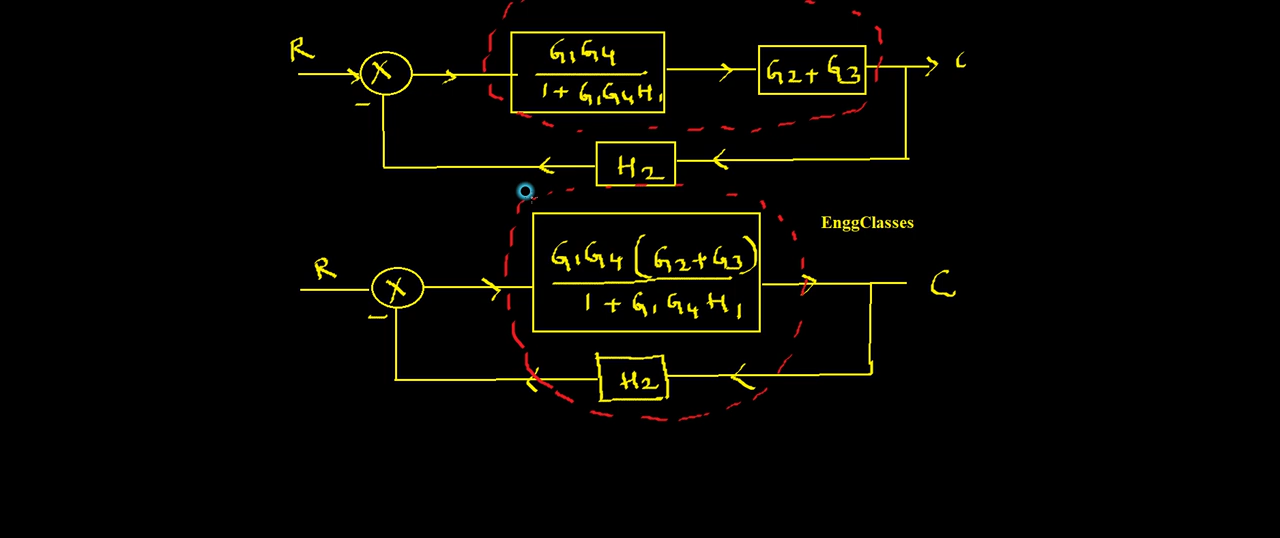 R
X
G1G4
1 + G1G4H1
G2 + G3
C
−
H2
EnggClasses
R
X
G1G4 (G2+G3)
1 + G1G4H1
C
−
H2